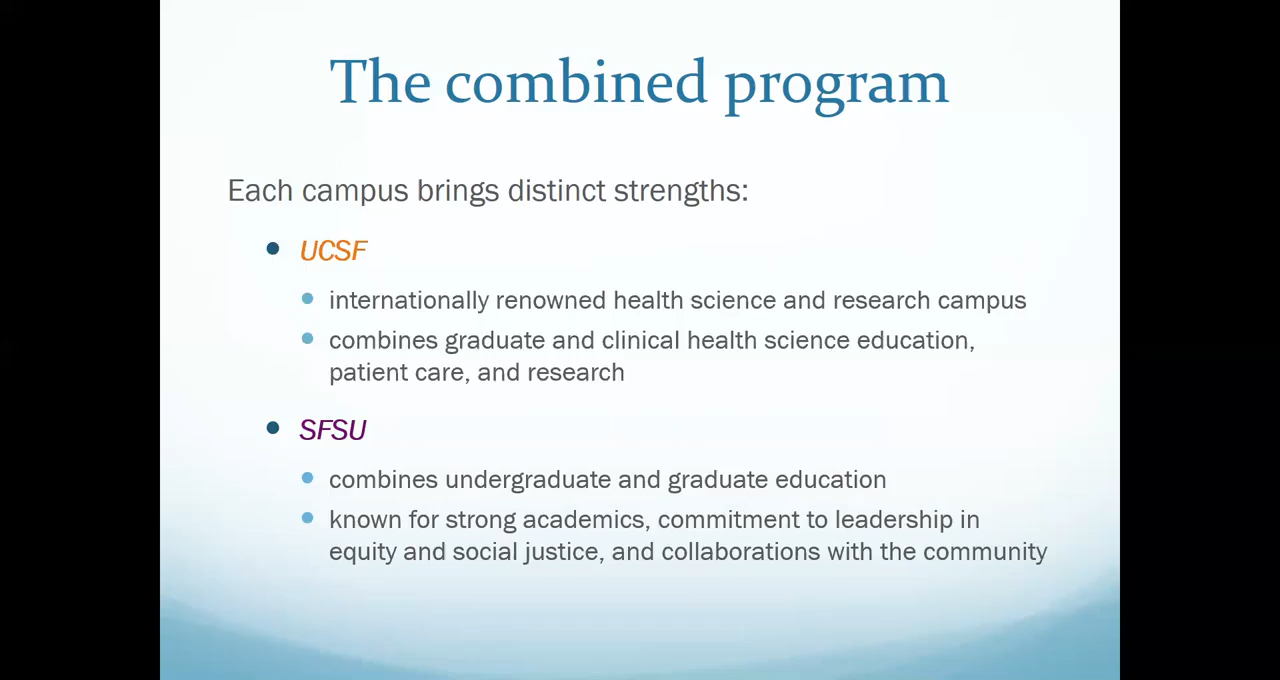 The combined program
Each campus brings distinct strengths:
UCSF
internationally renowned health science and research campus
combines graduate and clinical health science education,
patient care, and research
SFSU
combines undergraduate and graduate education
known for strong academics, commitment to leadership in
equity and social justice, and collaborations with the community